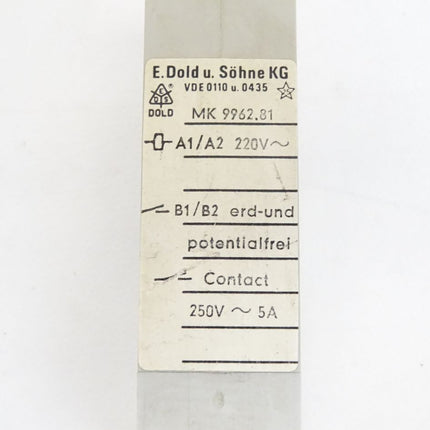 E.Dold u. Söhne KG
VDE 0110 u. 0435
DOLD
MK 9962.81
A1/A2 220V~
B1/B2 erd-und
potentialfrei
Contact
250V ~ 5A